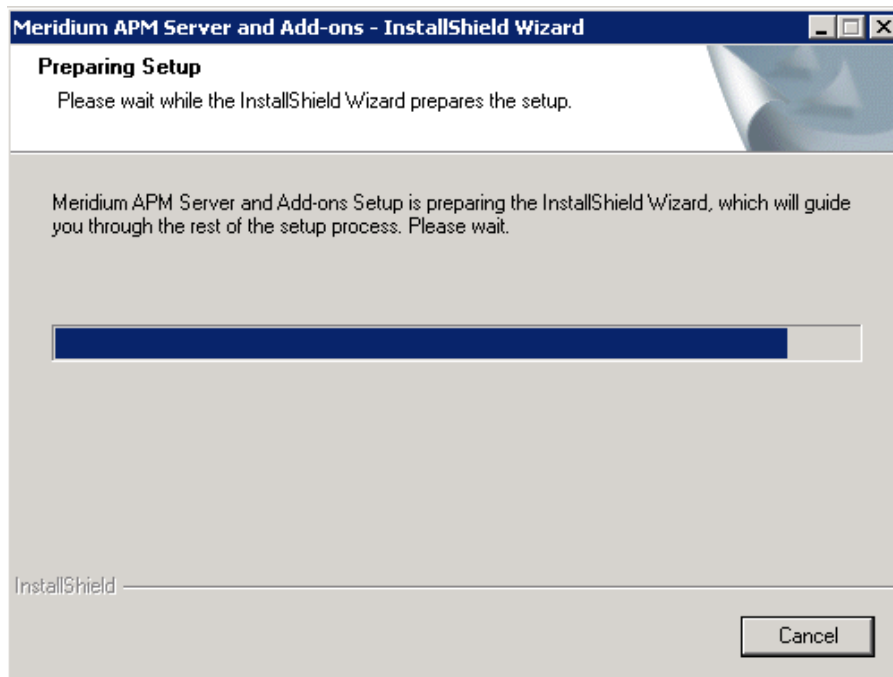 Meridium APM Server and Add-ons - InstallShield Wizard
Preparing Setup
Please wait while the InstallShield Wizard prepares the setup.
Meridium APM Server and Add-ons Setup is preparing the InstallShield Wizard, which will guide
you through the rest of the setup process. Please wait.
InstallShield
Cancel